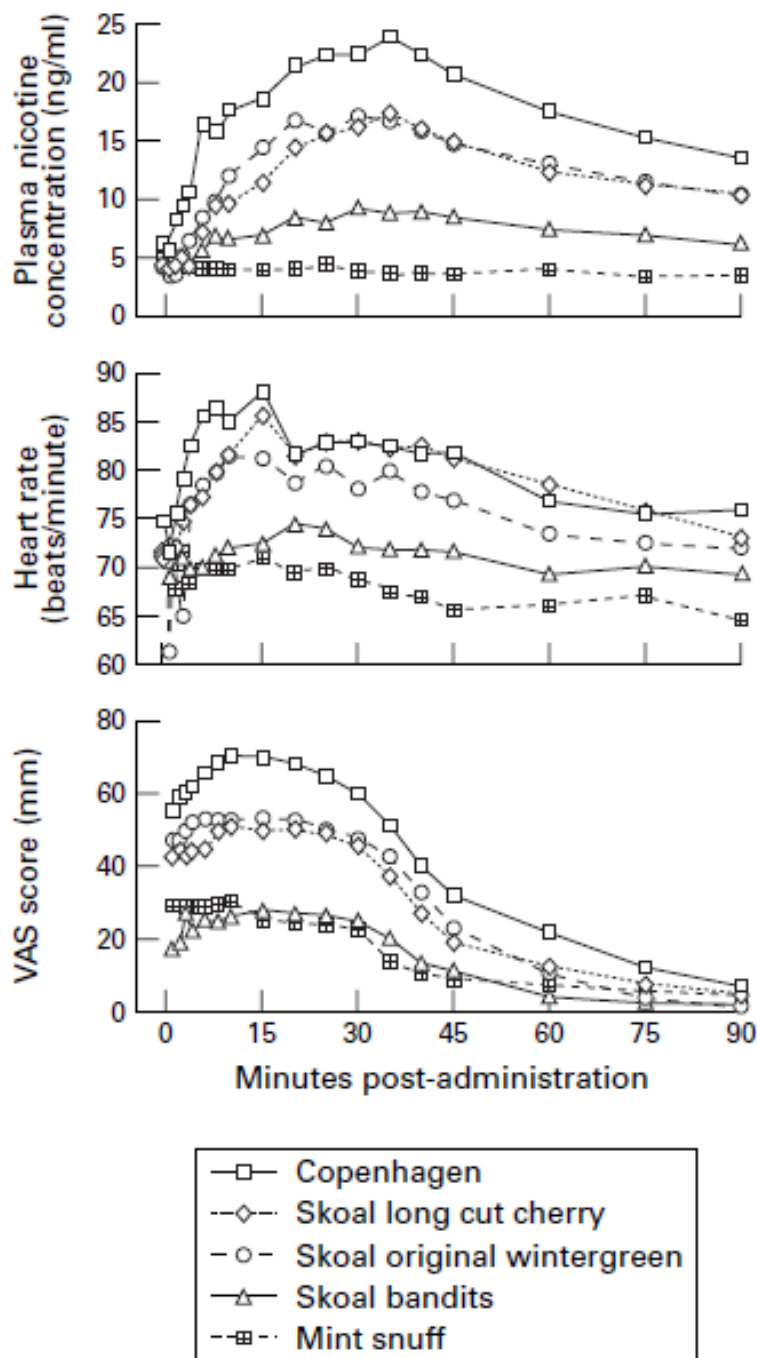 25
20
15
10
5
0
Plasma nicotine
concentration (ng/ml)
90
85
80
75
70
65
60
Heart rate
(beats/minute)
80
60
40
20
0
VAS score (mm)
0 15 30 45 60 75 90
Minutes post-administration
Copenhagen
Skoal long cut cherry
Skoal original wintergreen
Skoal bandits
Mint snuff